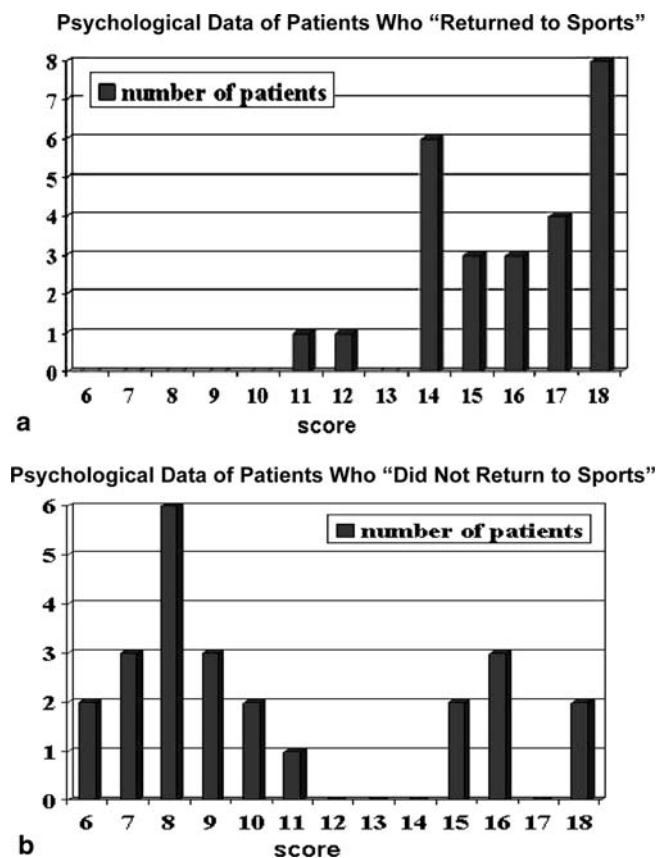 Psychological Data of Patients Who “Returned to Sports”
8
number of patients
7
6
5
4
3
2
1
0
6 7 8 9 10 11 12 13 14 15 16 17 18
a
score
Psychological Data of Patients Who “Did Not Return to Sports”
6
number of patients
5
4
3
2
1
0
6 7 8 9 10 11 12 13 14 15 16 17 18
b
score